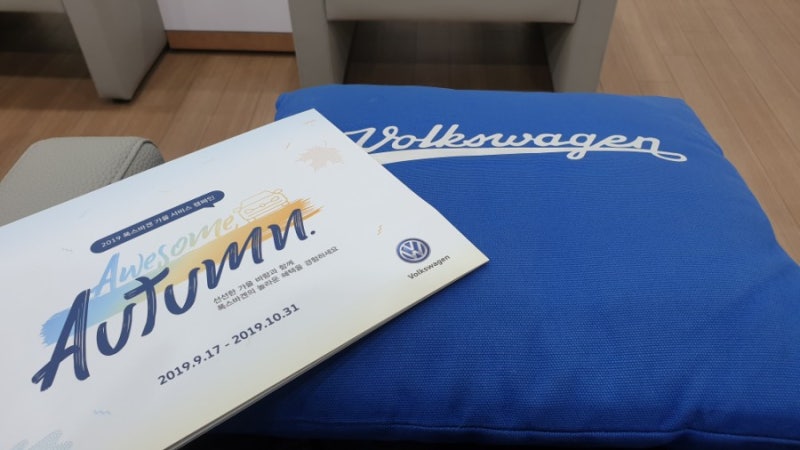 Volkswagen
2019 폭스바겐 가을 서비스 캠페인
Awesome
AUTUMN.
선선한 가을 바람과 함께
폭스바겐의 놀라운 혜택을 경험하세요
2019.9.17 - 2019.10.31
Volkswagen